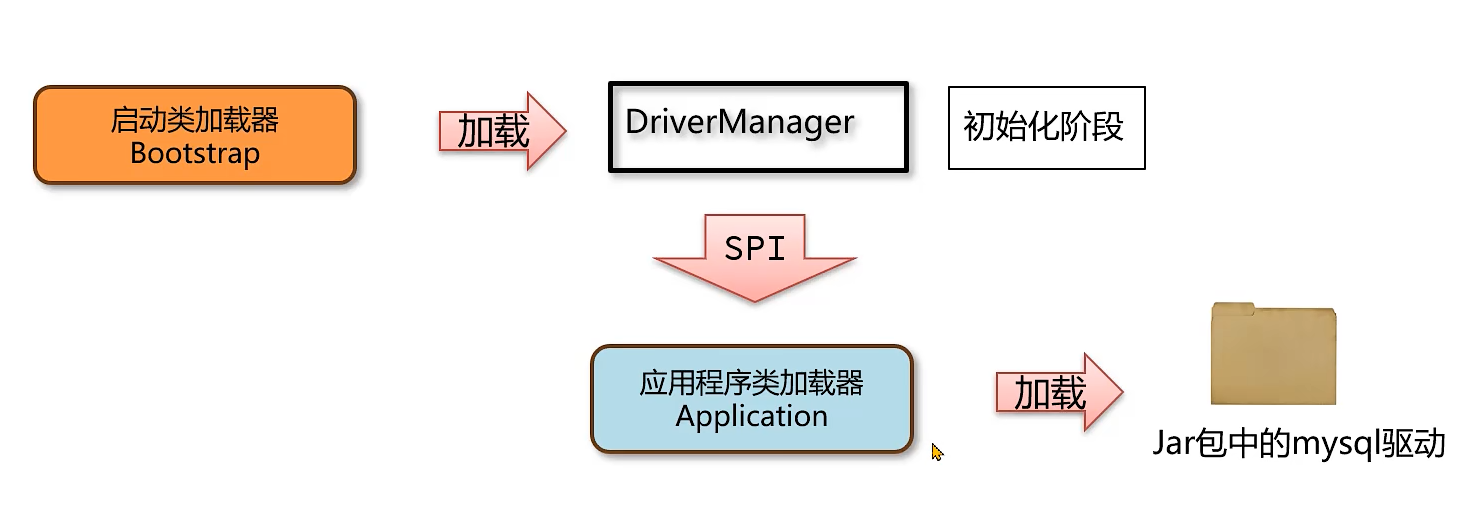 启动类加载器
Bootstrap
加载
DriverManager
初始化阶段
SPI
应用程序类加载器
Application
加载
Jar包中的mysql驱动